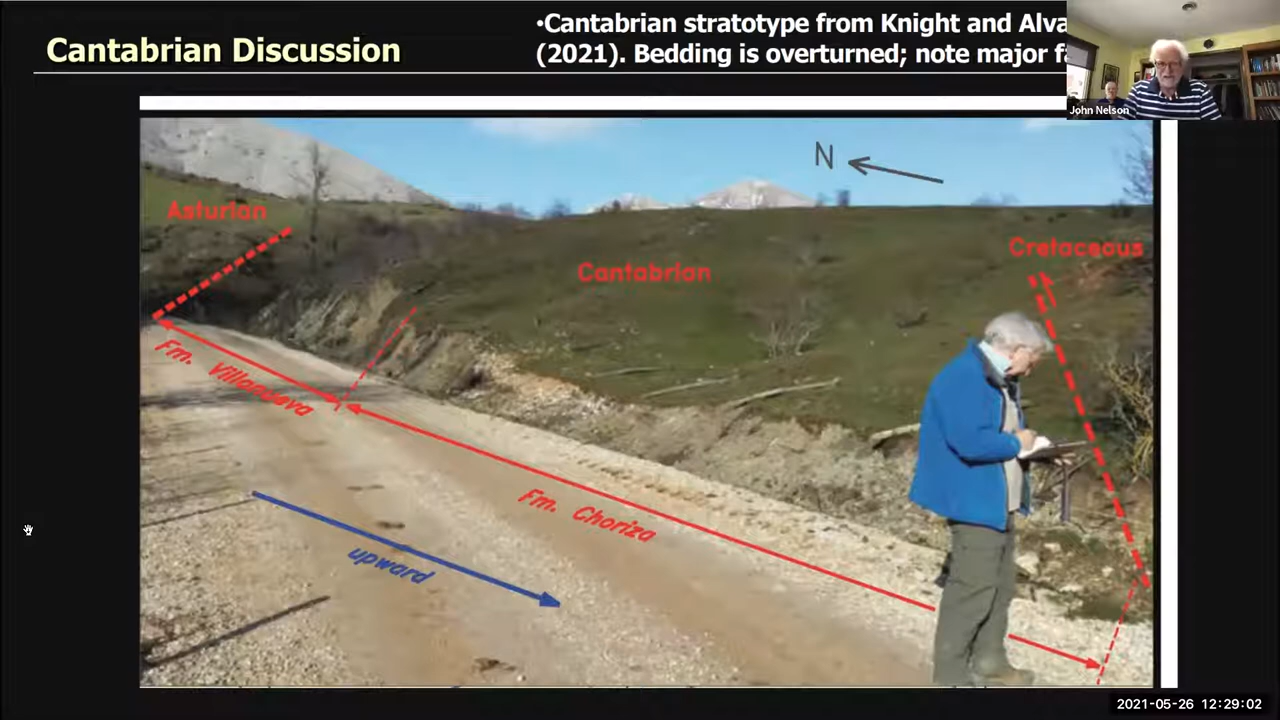 Cantabrian Discussion
•Cantabrian stratotype from Knight and Alva
(2021). Bedding is overturned; note major
John Nelson
N
Asturian
Cantabrian
Cretaceous
Fm. Villanueva
Fm. Choriza
upward
2021-05-26 12:29:02